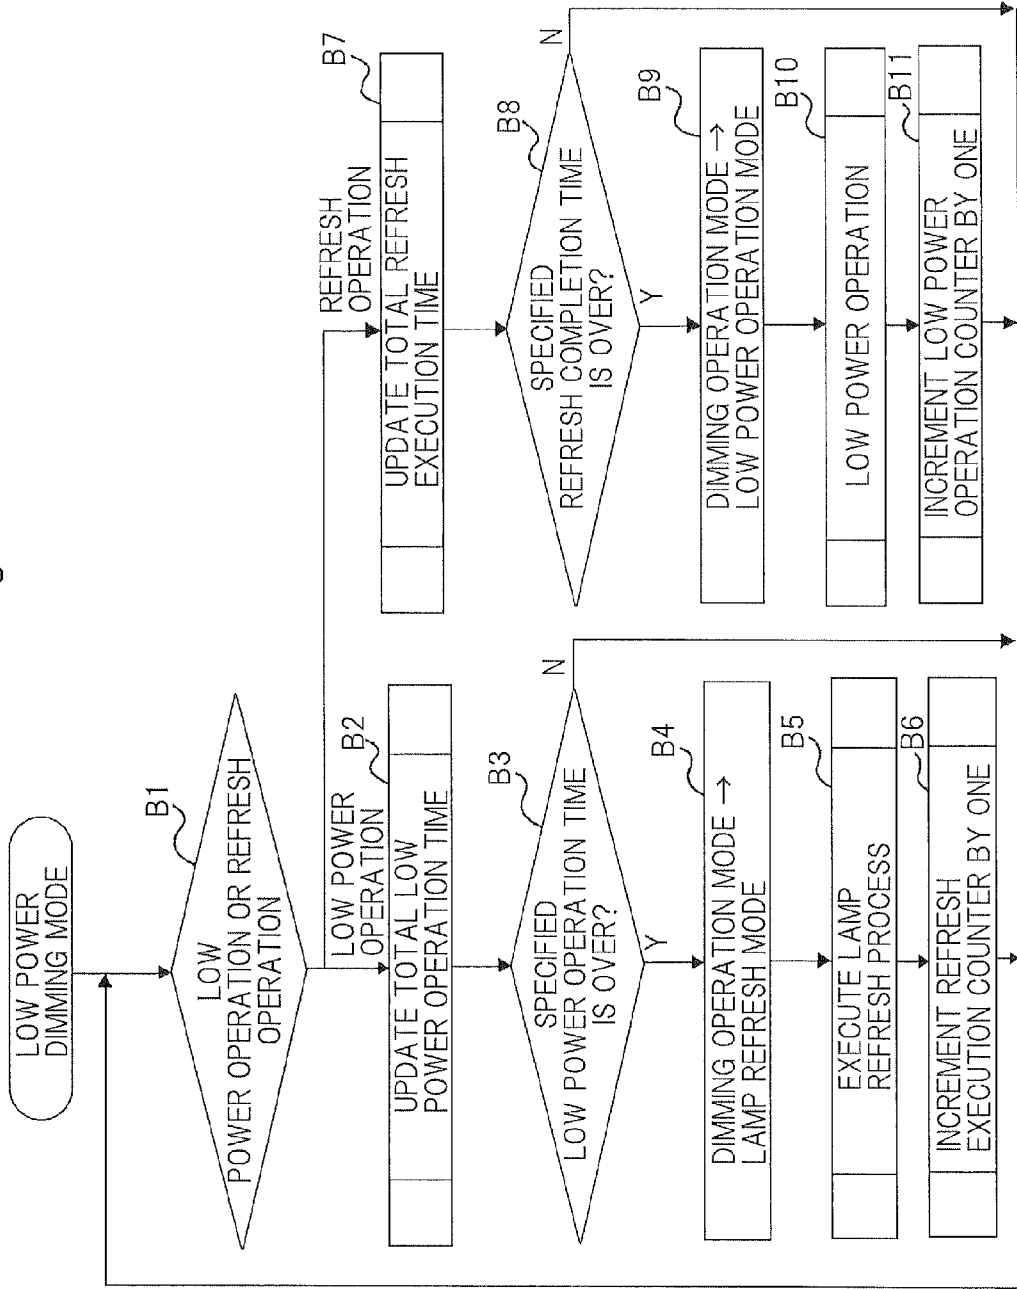 LOW POWER
DIMMING MODE
B1
LOW
POWER OPERATION OR REFRESH
OPERATION
LOW POWER
OPERATION
B2
UPDATE TOTAL LOW
POWER OPERATION TIME
B3
SPECIFIED
LOW POWER OPERATION TIME
IS OVER?
N
Y
B4
DIMMING OPERATION MODE →
LAMP REFRESH MODE
B5
EXECUTE LAMP
REFRESH PROCESS
B6
INCREMENT REFRESH
EXECUTION COUNTER BY ONE
REFRESH
OPERATION
B7
UPDATE TOTAL REFRESH
EXECUTION TIME
B8
SPECIFIED
REFRESH COMPLETION TIME
IS OVER?
N
Y
B9
DIMMING OPERATION MODE →
LOW POWER OPERATION MODE
B10
LOW POWER OPERATION
B11
INCREMENT LOW POWER
OPERATION COUNTER BY ONE